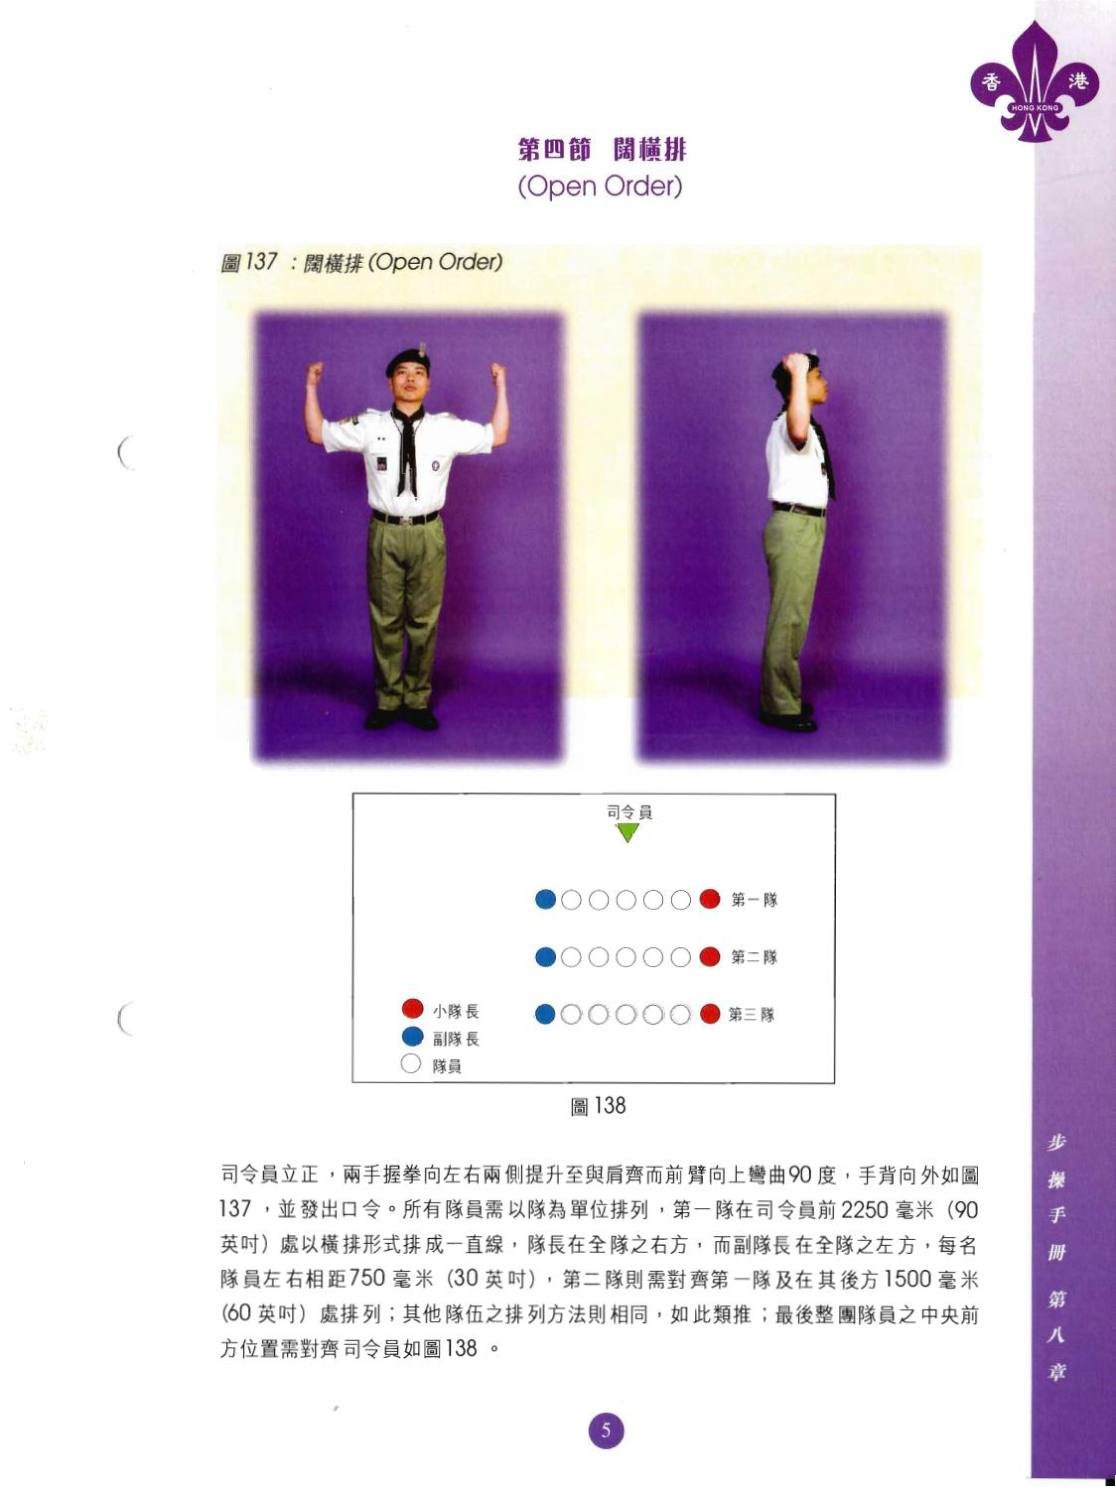 香 港
HONG KONG
第四節 闊橫排
(Open Order)
圖137：闊橫排(Open Order)
司令員
第一隊
第二隊
第三隊
小隊長
副隊長
隊員
圖138
司令員立正，兩手握拳向左右兩側提升至與肩齊而前臂向上彎曲90度，手背向外如圖
137，並發出口令。所有隊員需以隊為單位排列，第一隊在司令員前2250毫米（90
英吋）處以橫排形式排成一直線，隊長在全隊之右方，而副隊長在全隊之左方，每名
隊員左右相距750毫米（30英吋），第二隊則需對齊第一隊及在其後方1500毫米
(60英吋）處排列；其他隊伍之排列方法則相同，如此類推；最後整團隊員之中央前
方位置需對齊司令員如圖138。
步操手冊 第八章
5